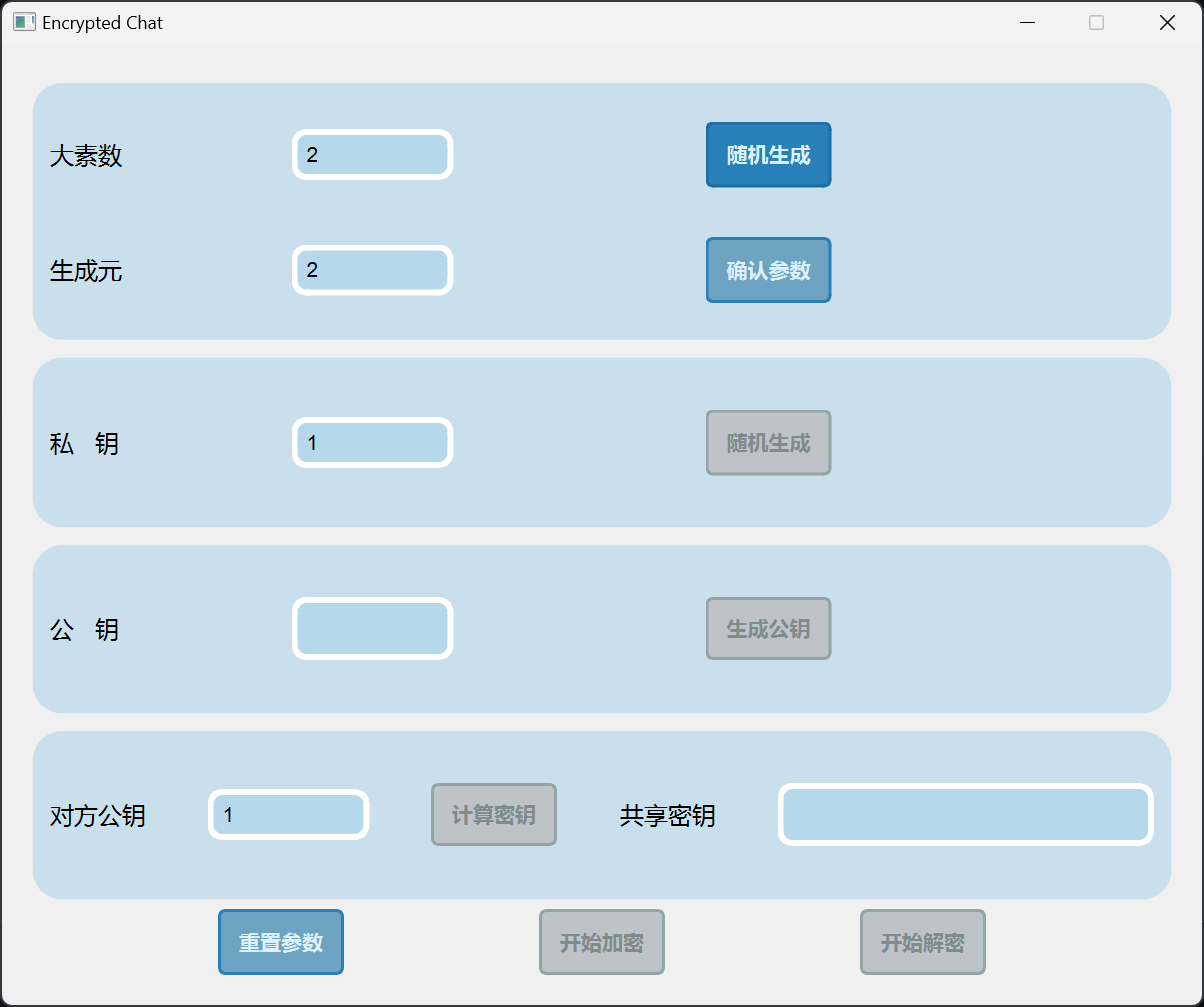 Encrypted Chat
大素数 2 随机生成
生成元 2 确认参数
私 钥 1 随机生成
公 钥 生成公钥
对方公钥 1 计算密钥 共享密钥
重置参数 开始加密 开始解密